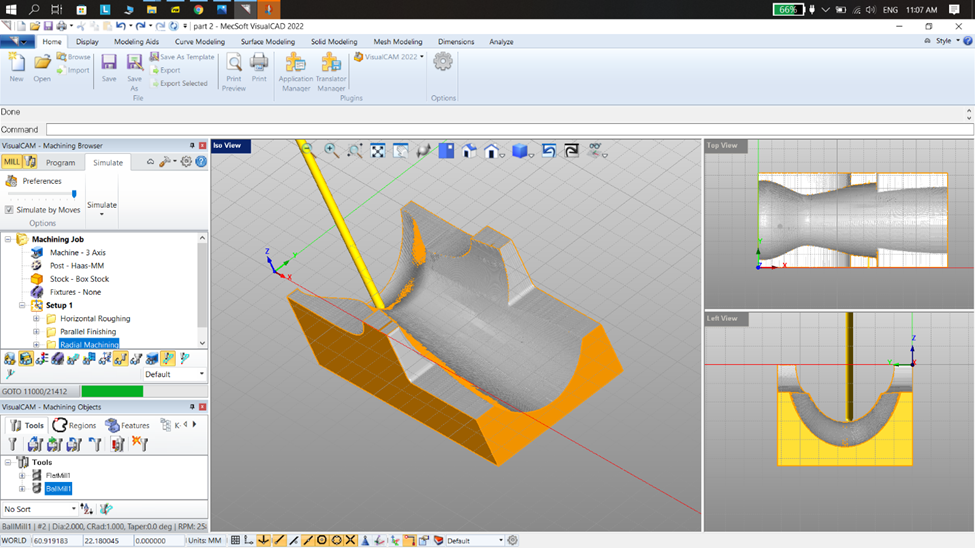 66%
ENG 11:07 AM
part 2 - MecSoft VisualCAD 2022
Style
Home Display Modeling Aids Curve Modeling Surface Modeling Solid Modeling Mesh Modeling Dimensions Analyze
New Open Browse Import Save Save As Save As Template Export Export Selected Print Preview Print Application Manager Translator Manager VisualCAM 2022 Options
File Plugins Options
Done
Command
VisualCAM - Machining Browser
MILL Program Simulate
Preferences
Simulate by Moves
Simulate
Options
Machining Job
Machine - 3 Axis
Post - Haas-MM
Stock - Box Stock
Fixtures - None
Setup 1
Horizontal Roughing
Parallel Finishing
Radial Machining
Default
GOTO 11000/21412
VisualCAM - Machining Objects
Tools Regions Features K
Tools
FlatMill1
BallMill1
No Sort
BallMill1 | #2 | Dia:2.000, CRad:1.000, Taper:0.0 deg | RPM: 25
WORLD 60.919183 22.180045 0.000000 Units: MM Default
Iso View
Z
Y
X
Top View
Y
Z
X
Left View
Z
Y
X